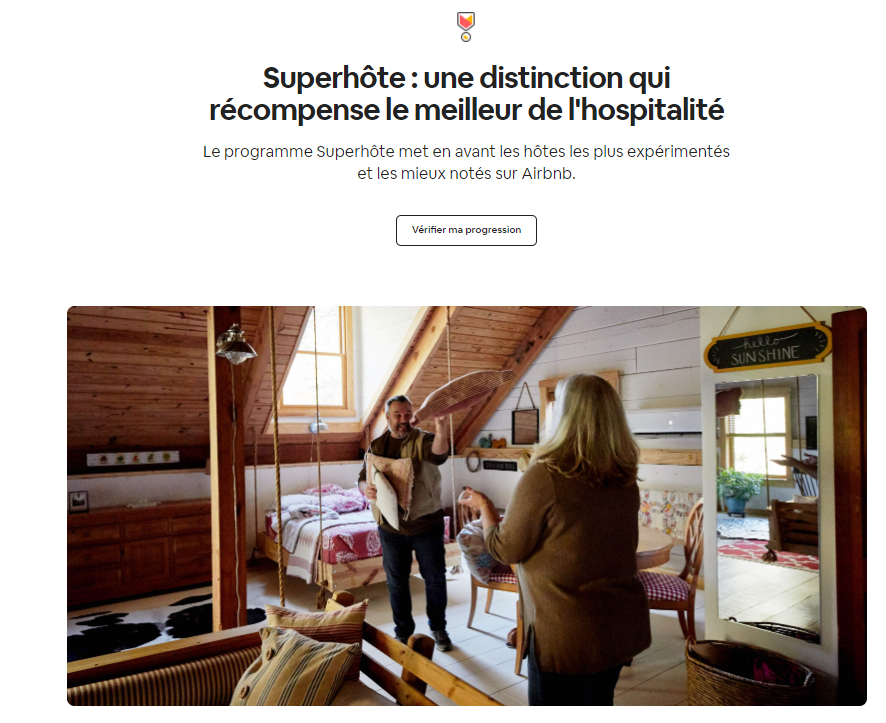 Superhôte : une distinction qui
récompense le meilleur de l'hospitalité
Le programme Superhôte met en avant les hôtes les plus expérimentés
et les mieux notés sur Airbnb.
Vérifier ma progression
hello
SUNSHINE